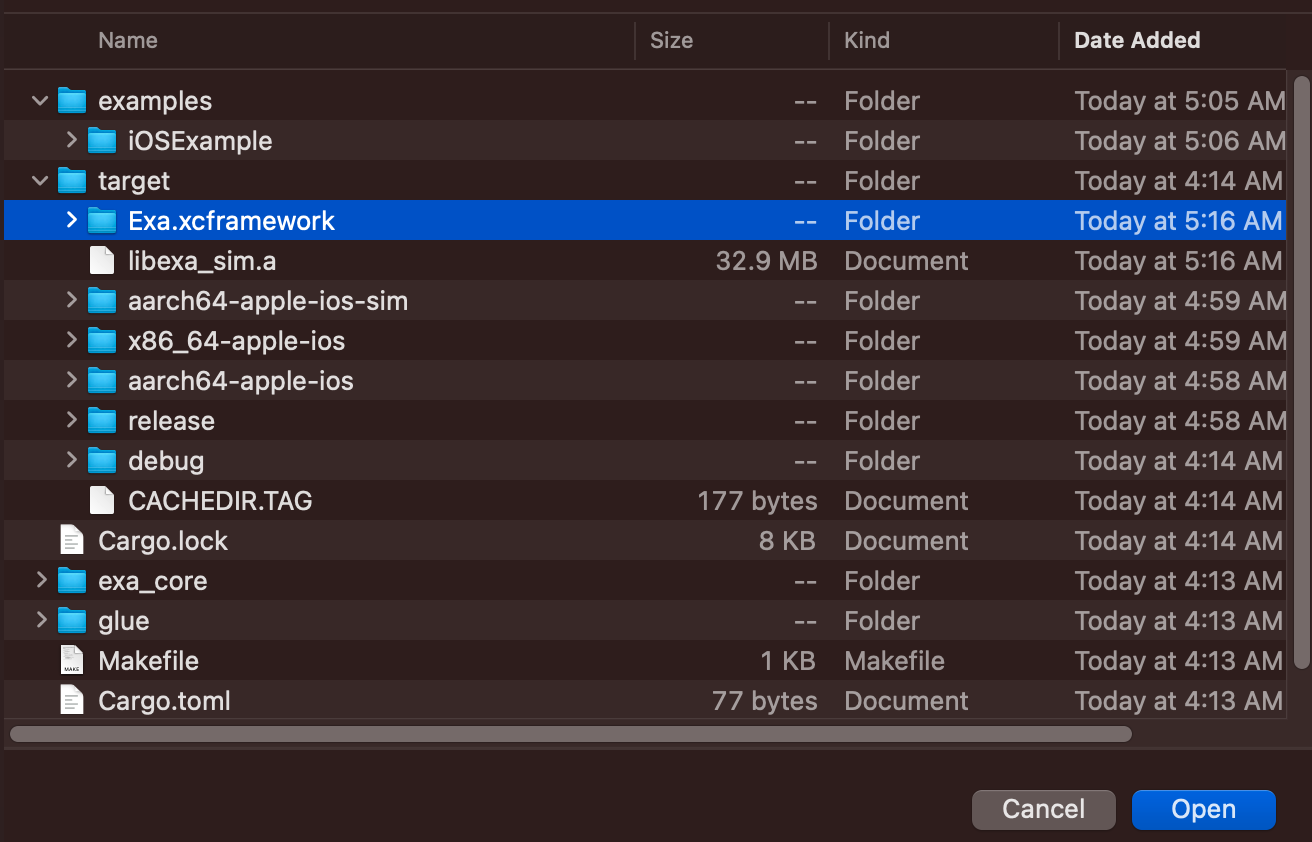 Name Size Kind Date Added
examples -- Folder Today at 5:05 AM
iOSExample -- Folder Today at 5:06 AM
target -- Folder Today at 4:14 AM
Exa.xcframework -- Folder Today at 5:16 AM
libexa_sim.a 32.9 MB Document Today at 5:16 AM
aarch64-apple-ios-sim -- Folder Today at 4:59 AM
x86_64-apple-ios -- Folder Today at 4:59 AM
aarch64-apple-ios -- Folder Today at 4:58 AM
release -- Folder Today at 4:58 AM
debug -- Folder Today at 4:14 AM
CACHEDIR.TAG 177 bytes Document Today at 4:14 AM
Cargo.lock 8 KB Document Today at 4:14 AM
exa_core -- Folder Today at 4:13 AM
glue -- Folder Today at 4:13 AM
MAKE Makefile 1 KB Makefile Today at 4:13 AM
Cargo.toml 77 bytes Document Today at 4:13 AM
Cancel Open